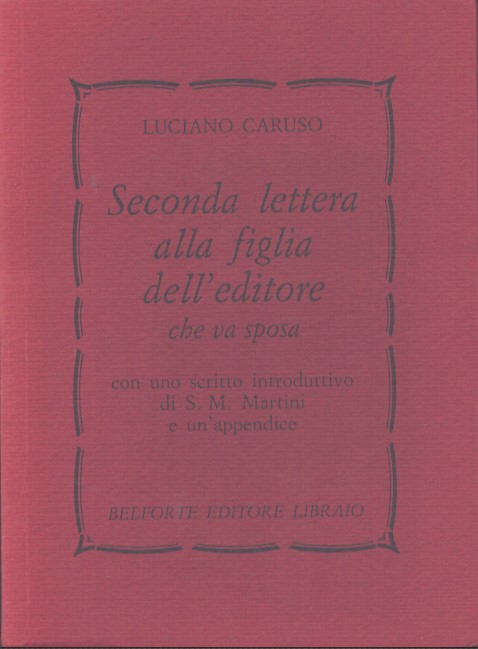 LUCIANO CARUSO
Seconda lettera
alla figlia
dell'editore
che va sposa
con uno scritto introduttivo
di S. M. Martini
e un'appendice
BELFORTE EDITORE LIBRAIO